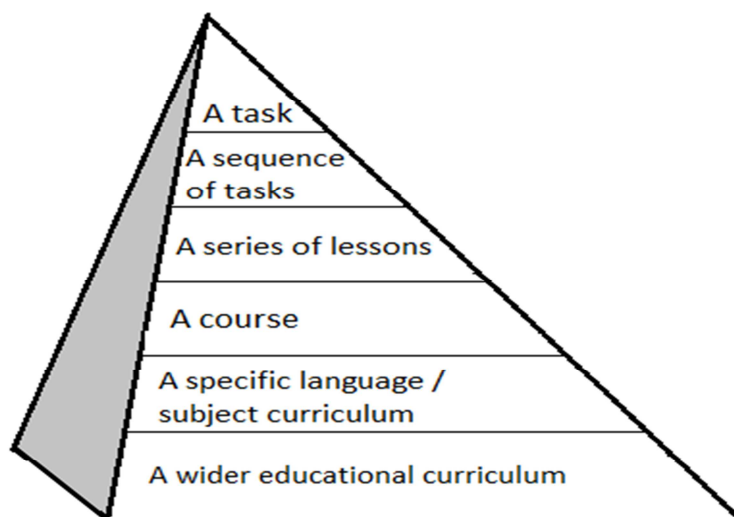 A task
A sequence
of tasks
A series of lessons
A course
A specific language /
subject curriculum
A wider educational curriculum